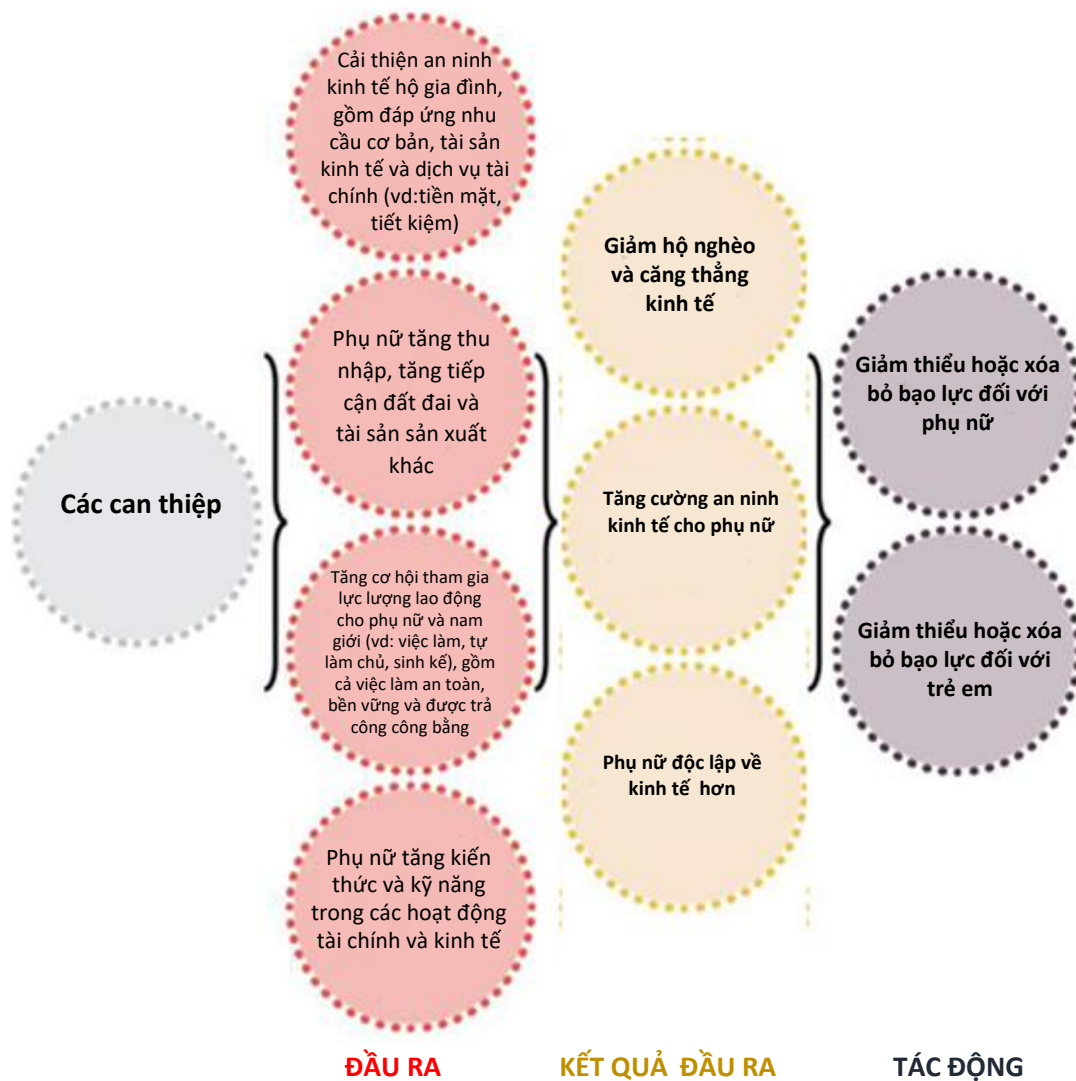 Các can thiệp
Cải thiện an ninh
kinh tế hộ gia đình,
gồm đáp ứng nhu
cầu cơ bản, tài sản
kinh tế và dịch vụ tài
chính (vd:tiền mặt,
tiết kiệm)
Phụ nữ tăng thu
nhập, tăng tiếp
cận đất đai và
tài sản sản xuất
khác
Tăng cơ hội tham gia
lực lượng lao động
cho phụ nữ và nam
giới (vd: việc làm, tự
làm chủ, sinh kế), gồm
cả việc làm an toàn,
bền vững và được trả
công công bằng
Phụ nữ tăng kiến
thức và kỹ năng
trong các hoạt động
tài chính và kinh tế
Giảm hộ nghèo
và căng thẳng
kinh tế
Tăng cường an ninh
kinh tế cho phụ nữ
Phụ nữ độc lập về
kinh tế hơn
Giảm thiểu hoặc xóa
bỏ bạo lực đối với
phụ nữ
Giảm thiểu hoặc xóa
bỏ bạo lực đối với
trẻ em
ĐẦU RA
KẾT QUẢ ĐẦU RA
TÁC ĐỘNG